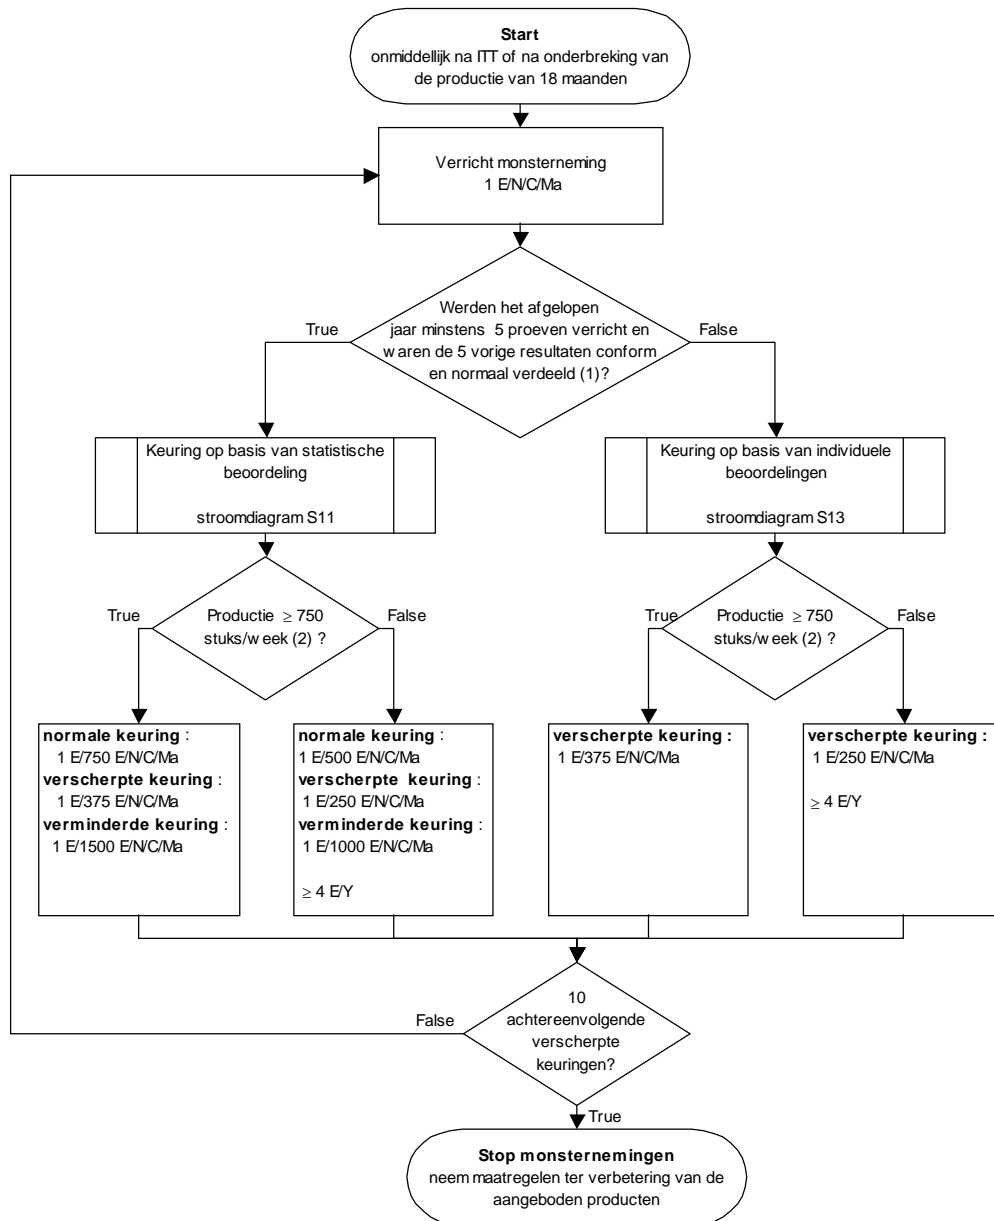 Start
onmiddellijk na ITT of na onderbreking van
de productie van 18 maanden
Verricht monsterneming
1 E/N/C/Ma
Werden het afgelopen
jaar minstens 5 proeven verricht en
waren de 5 vorige resultaten conform
en normaal verdeeld (1)?
True
False
Keuring op basis van statistische
beoordeling
stroomdiagram S11
Keuring op basis van individuele
beoordelingen
stroomdiagram S13
True
Productie ≥ 750
stuks/week (2) ?
False
True
Productie ≥ 750
stuks/week (2) ?
False
normale keuring :
1 E/750 E/N/C/Ma
verscherpte keuring :
1 E/375 E/N/C/Ma
verminderde keuring :
1 E/1500 E/N/C/Ma
normale keuring :
1 E/500 E/N/C/Ma
verscherpte keuring :
1 E/250 E/N/C/Ma
verminderde keuring :
1 E/1000 E/N/C/Ma
≥ 4 E/Y
verscherpte keuring :
1 E/375 E/N/C/Ma
verscherpte keuring :
1 E/250 E/N/C/Ma
≥ 4 E/Y
False
10
achtereenvolgende
verscherpte
keuringen?
True
Stop monsternemingen
neem maatregelen ter verbetering van de
aangeboden producten